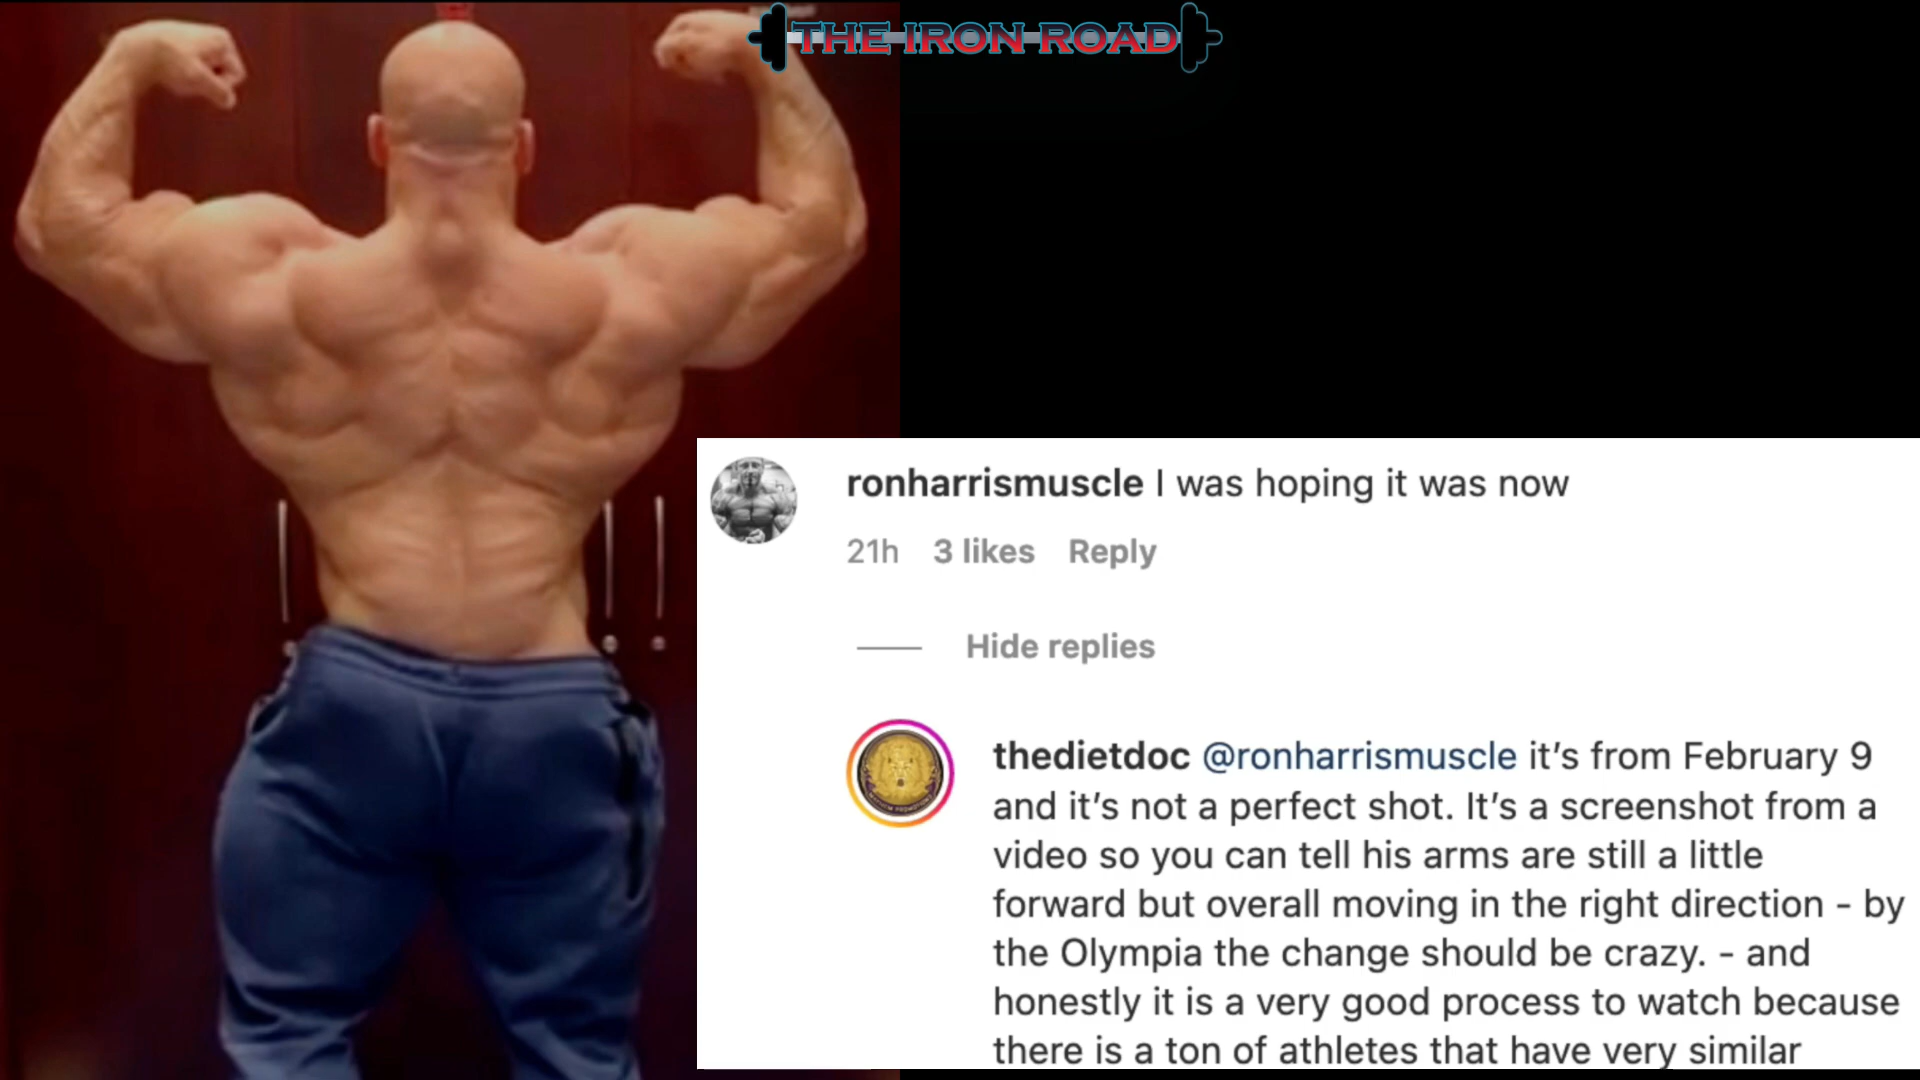 THE IRON ROAD
ronharrismuscle I was hoping it was now
21h 3 likes Reply
Hide replies
thedietdoc @ronharrismuscle it’s from February 9
and it’s not a perfect shot. It’s a screenshot from a
video so you can tell his arms are still a little
forward but overall moving in the right direction - by
the Olympia the change should be crazy. - and
honestly it is a very good process to watch because
there is a ton of athletes that have very similar